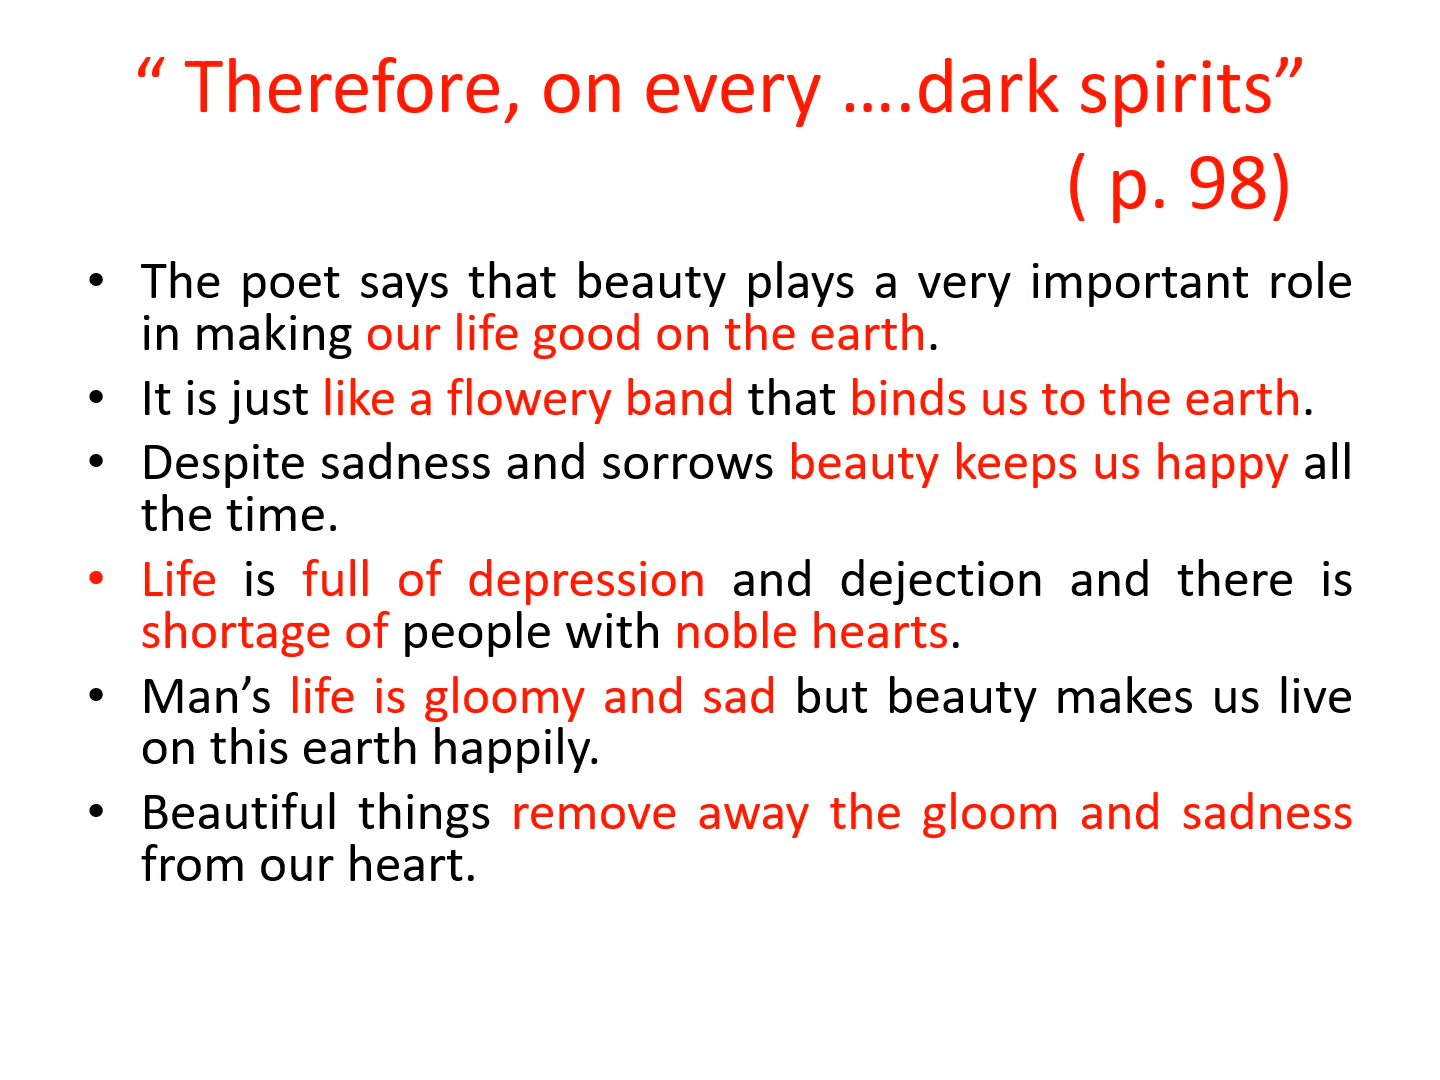 “ Therefore, on every ….dark spirits”
( p. 98)
• The poet says that beauty plays a very important role
in making our life good on the earth.
• It is just like a flowery band that binds us to the earth.
• Despite sadness and sorrows beauty keeps us happy all
the time.
• Life is full of depression and dejection and there is
shortage of people with noble hearts.
• Man’s life is gloomy and sad but beauty makes us live
on this earth happily.
• Beautiful things remove away the gloom and sadness
from our heart.